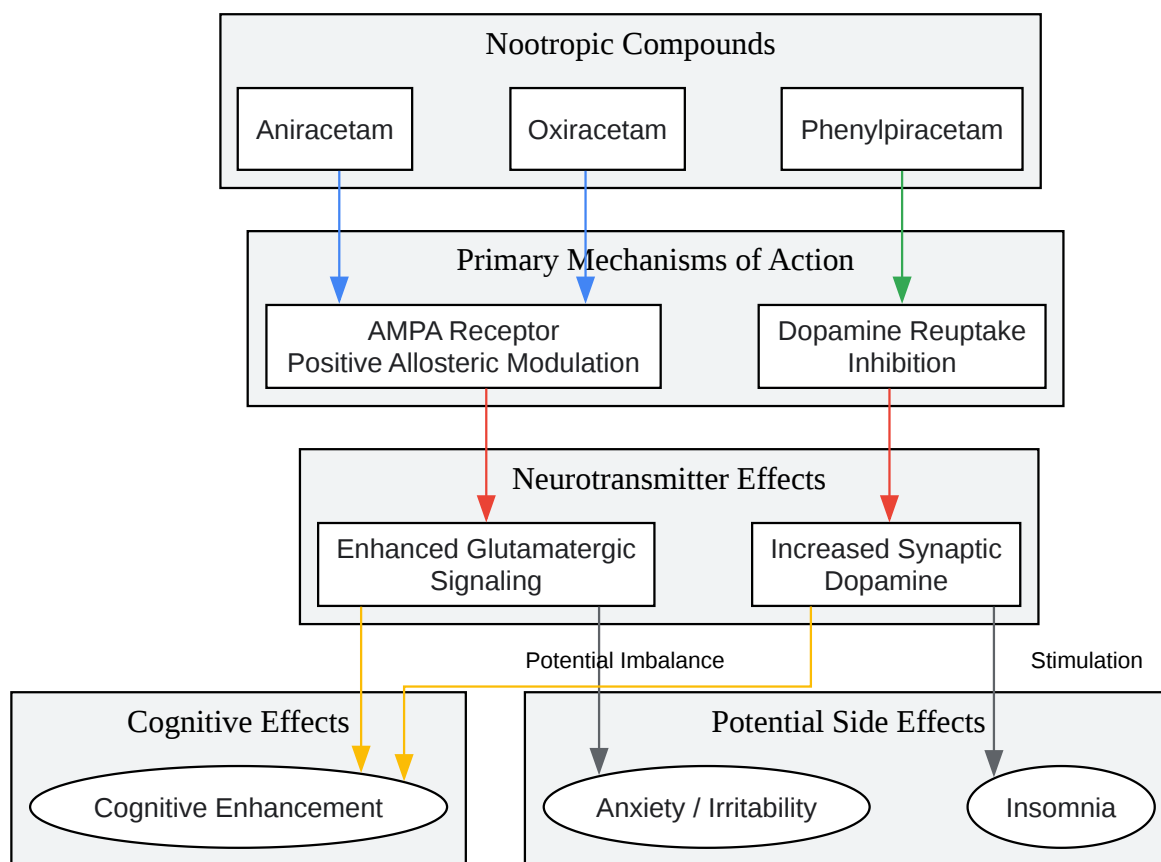 Nootropic Compounds
Aniracetam
Oxiracetam
Phenylpiracetam
Primary Mechanisms of Action
AMPA Receptor
Positive Allosteric Modulation
Dopamine Reuptake
Inhibition
Neurotransmitter Effects
Enhanced Glutamatergic
Signaling
Increased Synaptic
Dopamine
Potential Imbalance
Stimulation
Cognitive Effects
Cognitive Enhancement
Potential Side Effects
Anxiety / Irritability
Insomnia